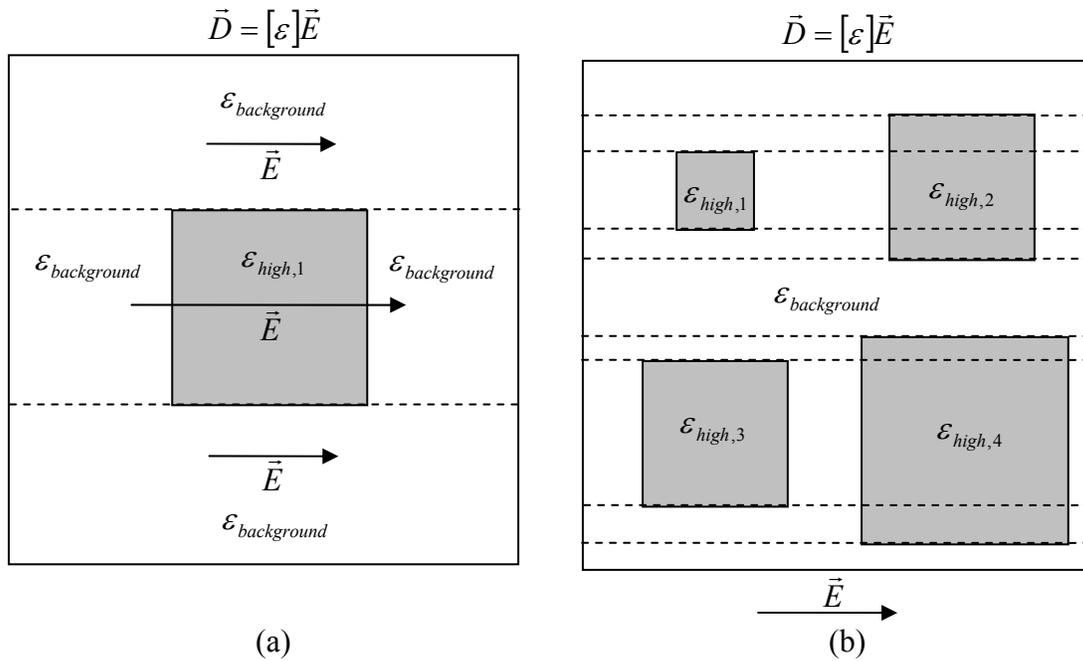 D⃗ = [ε]E⃗
ε_background
E⃗
ε_background
ε_high,1
ε_background
E⃗
E⃗
ε_background
(a)
D⃗ = [ε]E⃗
ε_high,1
ε_high,2
ε_background
ε_high,3
ε_high,4
E⃗
(b)